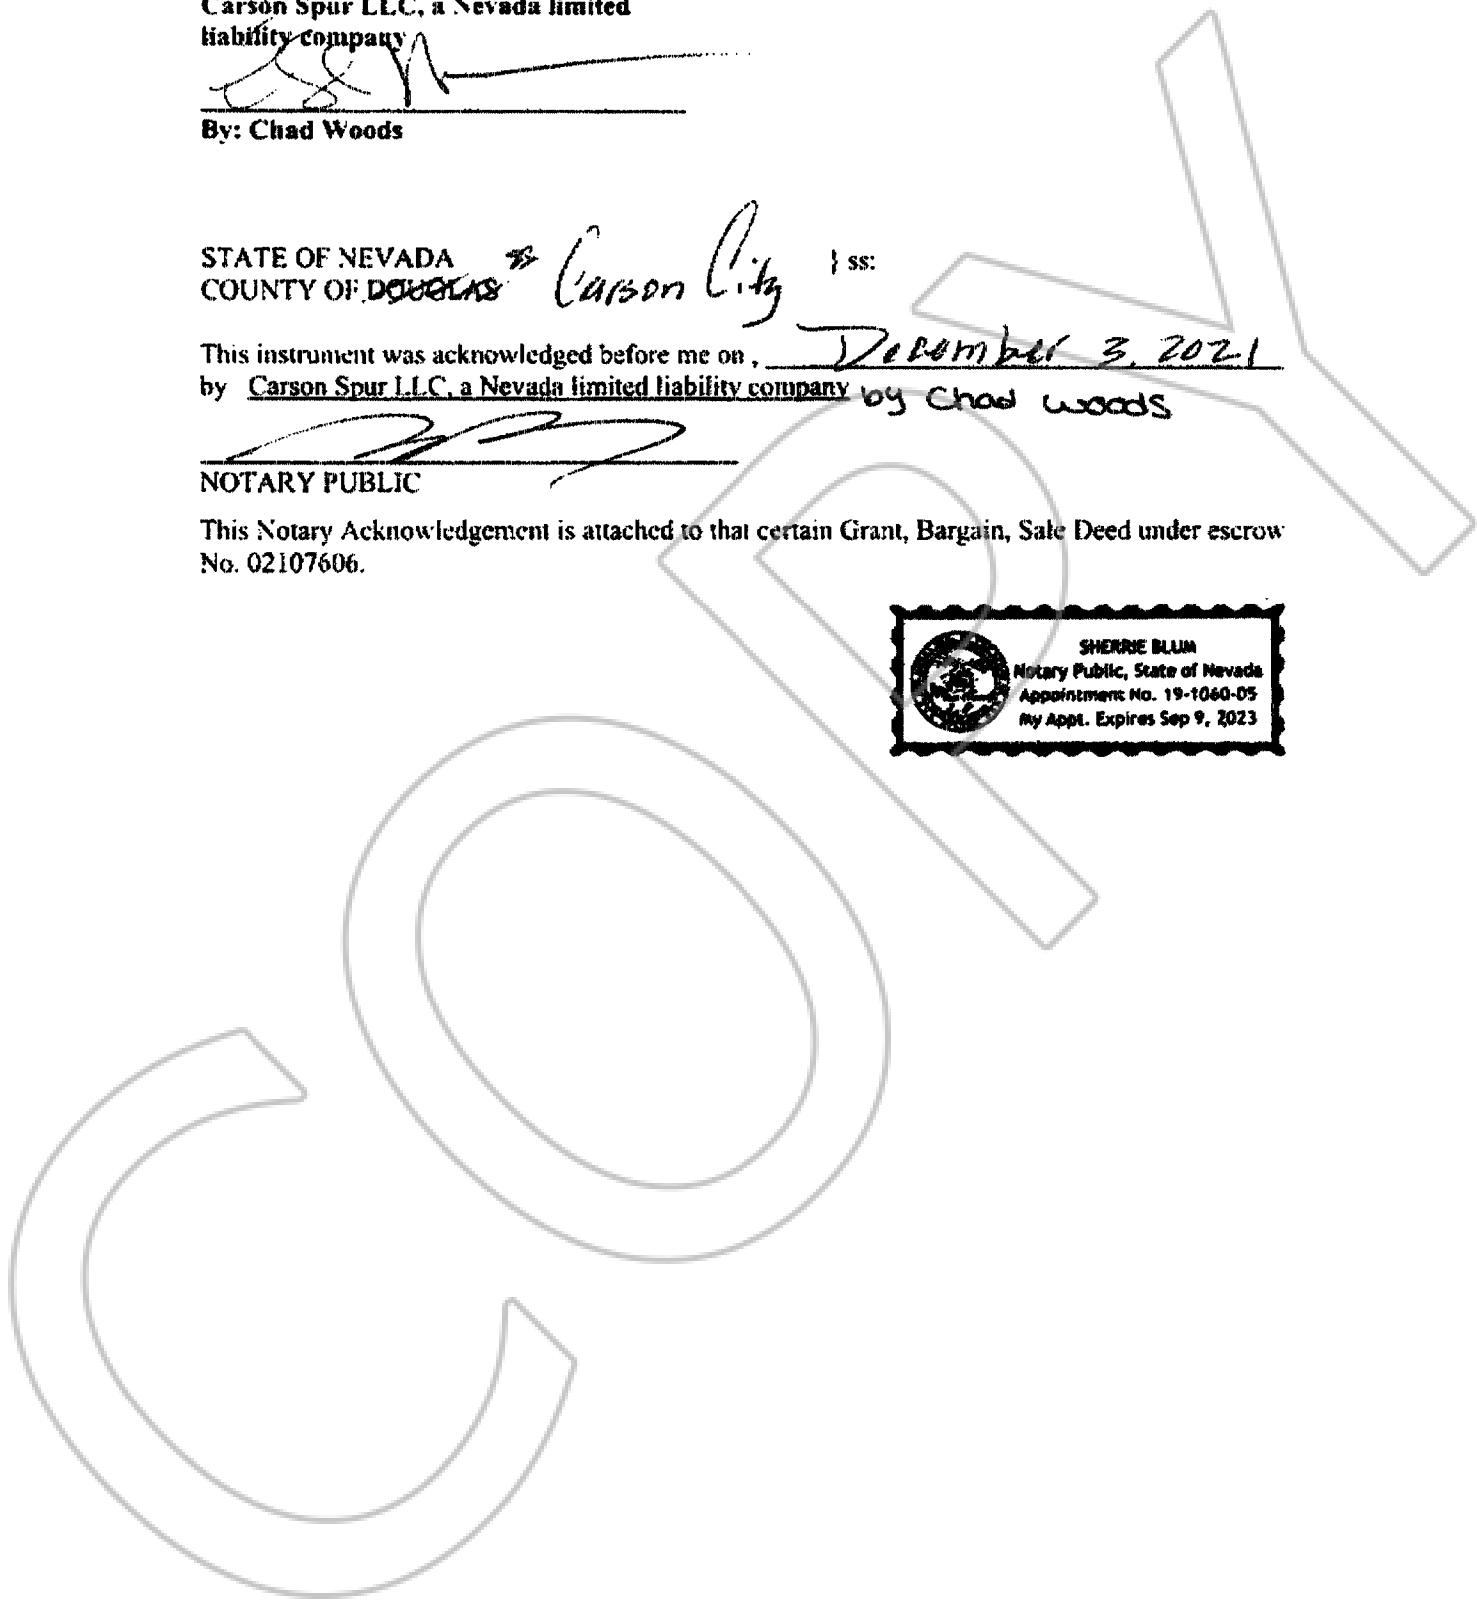 Carson Spur LLC, a Nevada limited
liability company
By: Chad Woods
STATE OF NEVADA
COUNTY OF DOUGLAS Carson City } ss:
This instrument was acknowledged before me on , December 3, 2021
by Carson Spur LLC, a Nevada limited liability company by Chad Woods
NOTARY PUBLIC
This Notary Acknowledgement is attached to that certain Grant, Bargain, Sale Deed under escrow
No. 02107606.
SHERRIE BLUM
Notary Public, State of Nevada
Appointment No. 19-1060-05
My Appt. Expires Sep 9, 2023
COPY